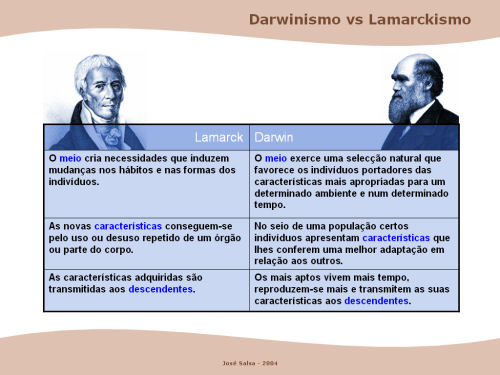 Darwinismo vs Lamarckismo
Lamarck
Darwin
O meio cria necessidades que induzem
mudanças nos hábitos e nas formas dos
indivíduos.
O meio exerce uma selecção natural que
favorece os indivíduos portadores das
características mais apropriadas para um
determinado ambiente e num determinado
tempo.
As novas características conseguem-se
pelo uso ou desuso repetido de um órgão
ou parte do corpo.
No seio de uma população certos
indivíduos apresentam características que
lhes conferem uma melhor adaptação em
relação aos outros.
As características adquiridas são
transmitidas aos descendentes.
Os mais aptos vivem mais tempo,
reproduzem-se mais e transmitem as suas
características aos descendentes.
José Salsa - 2004